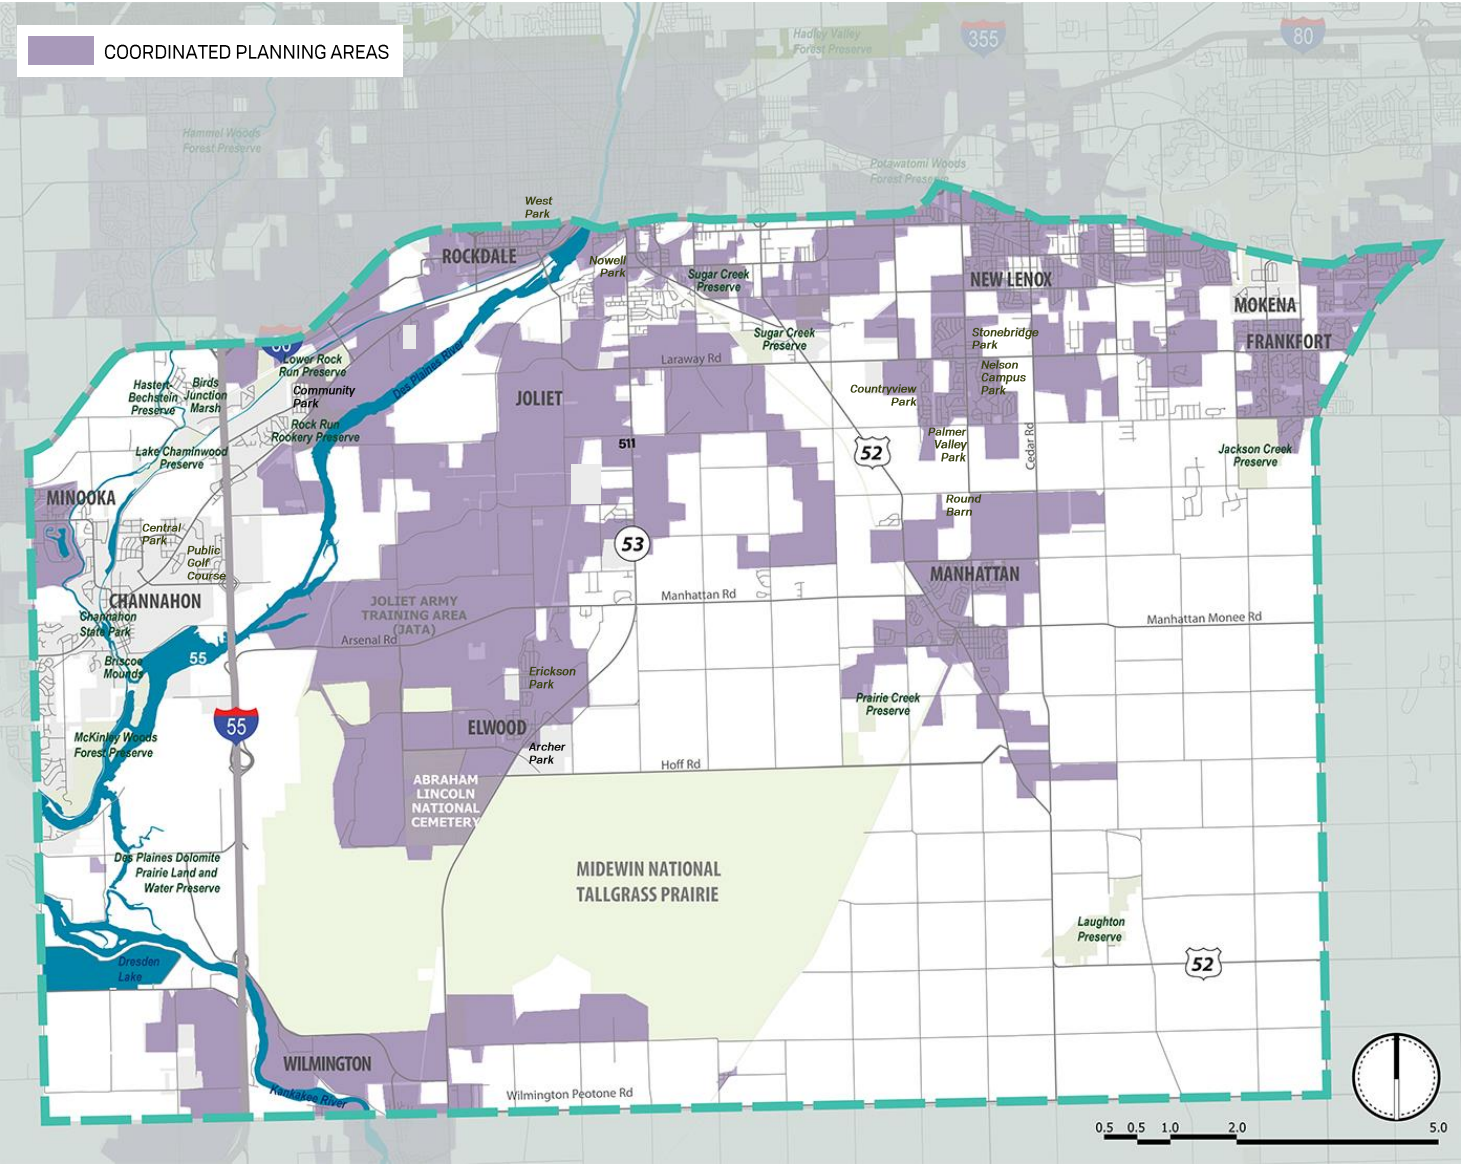 COORDINATED PLANNING AREAS
Hadley Valley
Forest Preserve
355
80
Hammel Woods
Forest Preserve
Potawatomi Woods
Forest Preserve
West
Park
ROCKDALE
Nowell
Park
Sugar Creek
Preserve
NEW LENOX
MOKENA
FRANKFORT
Sugar Creek
Preserve
Stonebridge
Park
Laraway Rd
Nelson
Campus
Park
Countryview
Park
80
Lower Rock
Run Preserve
Hastert-
Bechstein
Preserve
Birds
Junction
Marsh
Community
Park
Des Plaines River
JOLIET
Rock Run
Rookery Preserve
511
52
Palmer
Valley
Park
Cedar Rd
Jackson Creek
Preserve
Lake Chaminwood
Preserve
MINOOKA
Round
Barn
Central
Park
Public
Golf
Course
53
MANHATTAN
CHANNAHON
JOLIET ARMY
TRAINING AREA
(JATA)
Manhattan Rd
Channahon
State Park
Arsenal Rd
Manhattan Monee Rd
55
Briscoe
Mounds
Erickson
Park
Prairie Creek
Preserve
55
ELWOOD
McKinley Woods
Forest Preserve
Archer
Park
Hoff Rd
ABRAHAM
LINCOLN
NATIONAL
CEMETERY
Des Plaines Dolomite
Prairie Land and
Water Preserve
MIDEWIN NATIONAL
TALLGRASS PRAIRIE
Laughton
Preserve
52
Dresden
Lake
WILMINGTON
Kankakee River
Wilmington Peotone Rd
0.5 0.5 1.0 2.0 5.0